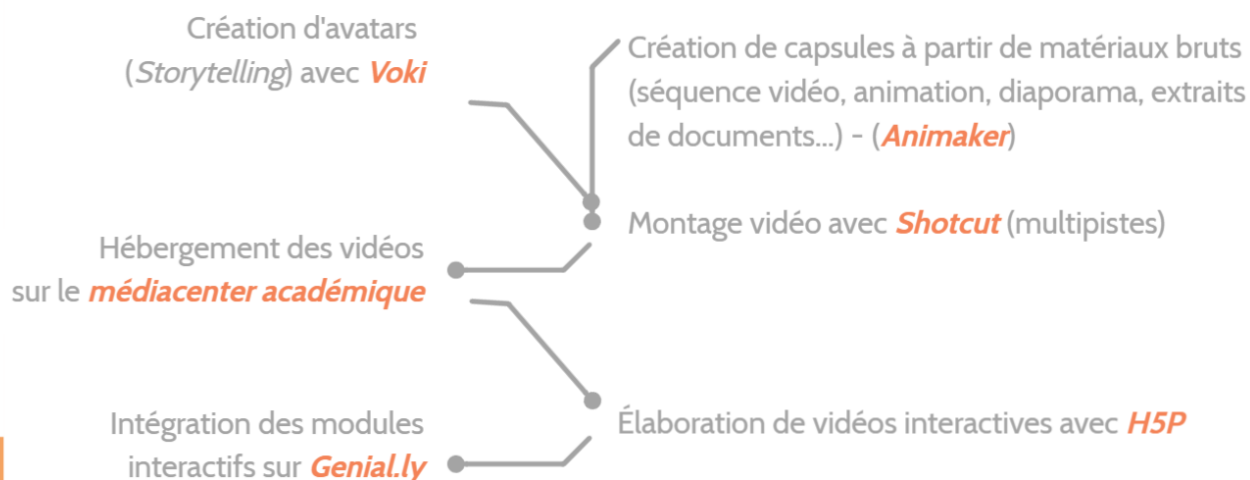 Création d'avatars
(Storytelling) avec Voki
Création de capsules à partir de matériaux bruts
(séquence vidéo, animation, diaporama, extraits
de documents...) - (Animaker)
Montage vidéo avec Shotcut (multipistes)
Hébergement des vidéos
sur le médiacenter académique
Élaboration de vidéos interactives avec H5P
Intégration des modules
interactifs sur Genial.ly